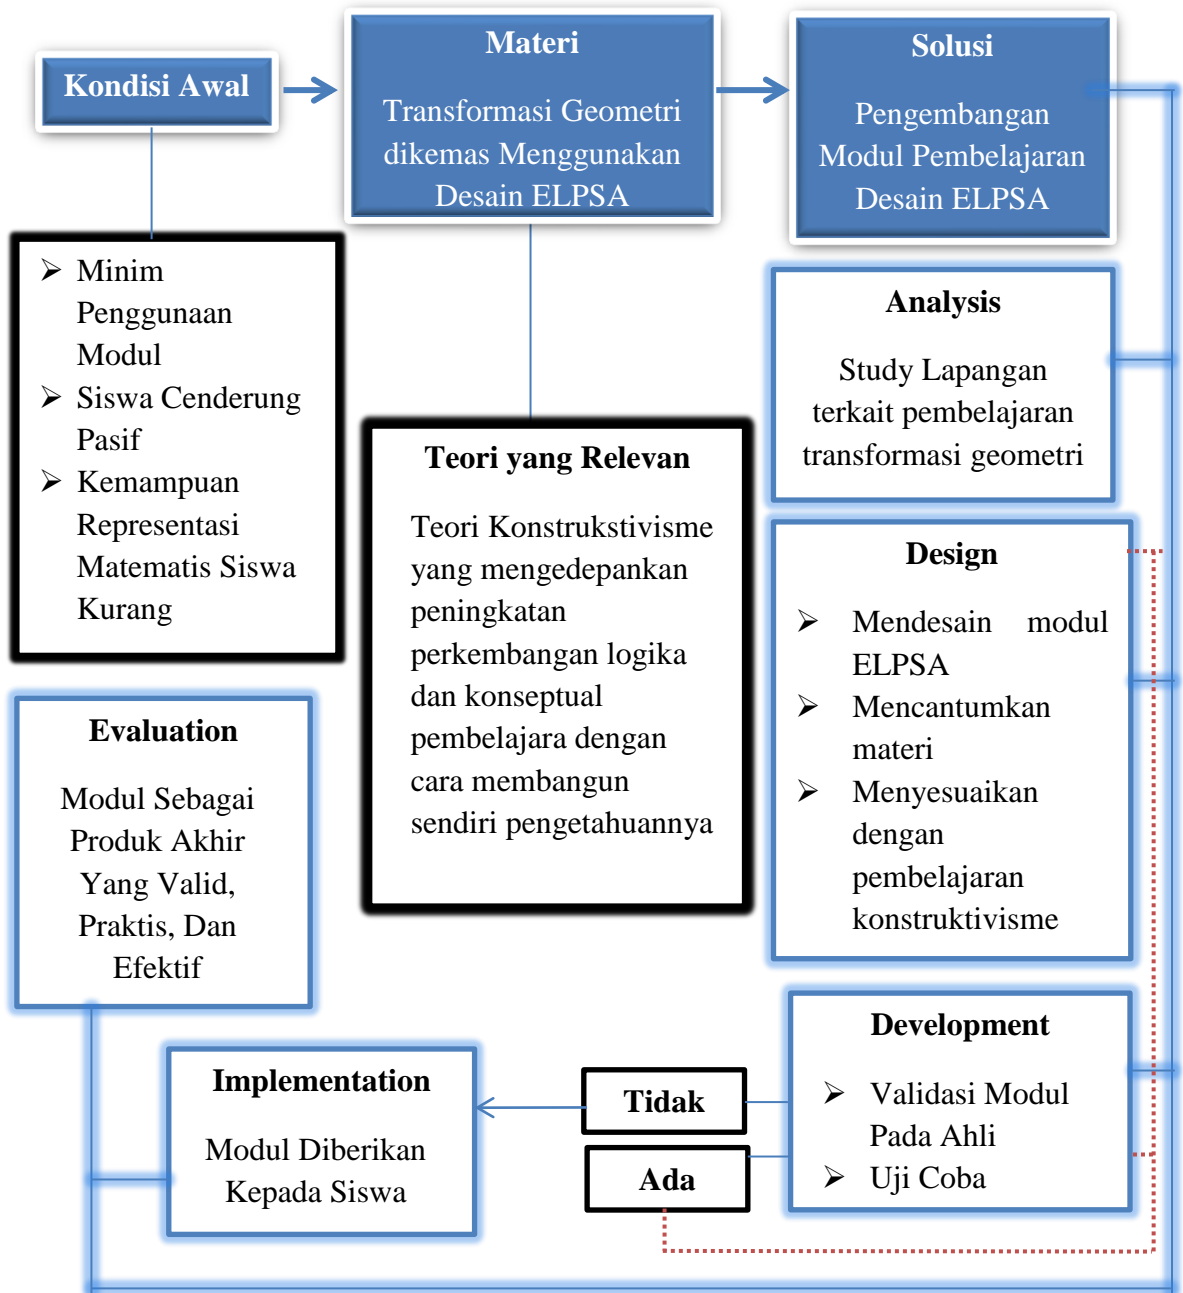 Kondisi Awal
Materi
Transformasi Geometri
dikemas Menggunakan
Desain ELPSA
Solusi
Pengembangan
Modul Pembelajaran
Desain ELPSA
➢ Minim
Penggunaan
Modul
➢ Siswa Cenderung
Pasif
➢ Kemampuan
Representasi
Matematis Siswa
Kurang
Teori yang Relevan
Teori Konstrukstivisme
yang mengedepankan
peningkatan
perkembangan logika
dan konseptual
pembelajara dengan
cara membangun
sendiri pengetahuannya
Analysis
Study Lapangan
terkait pembelajaran
transformasi geometri
Design
➢ Mendesain modul
ELPSA
➢ Mencantumkan
materi
➢ Menyesuaikan
dengan
pembelajaran
konstruktivisme
Development
➢ Validasi Modul
Pada Ahli
➢ Uji Coba
Tidak
Ada
Implementation
Modul Diberikan
Kepada Siswa
Evaluation
Modul Sebagai
Produk Akhir
Yang Valid,
Praktis, Dan
Efektif